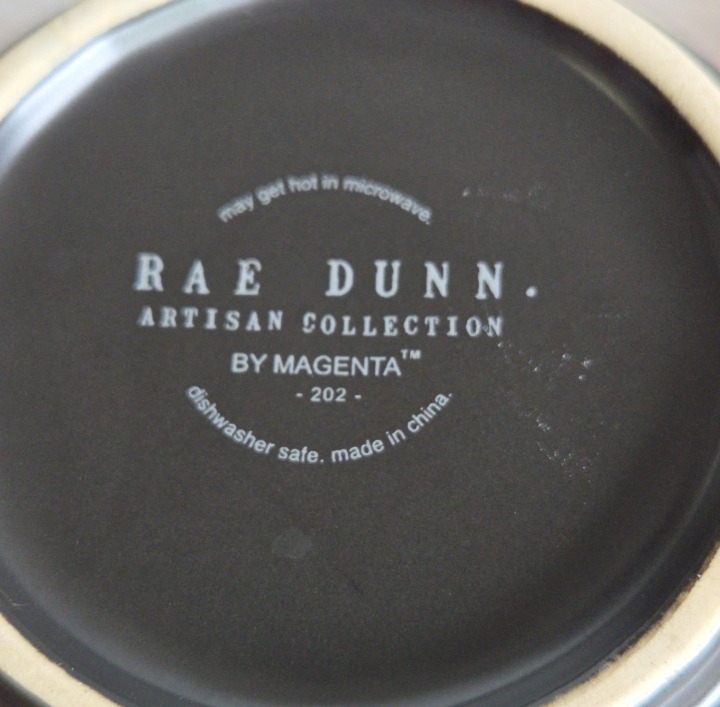 may get hot in microwave.
RAE DUNN.
ARTISAN COLLECTION
BY MAGENTA™
- 202 -
dishwasher safe. made in china.